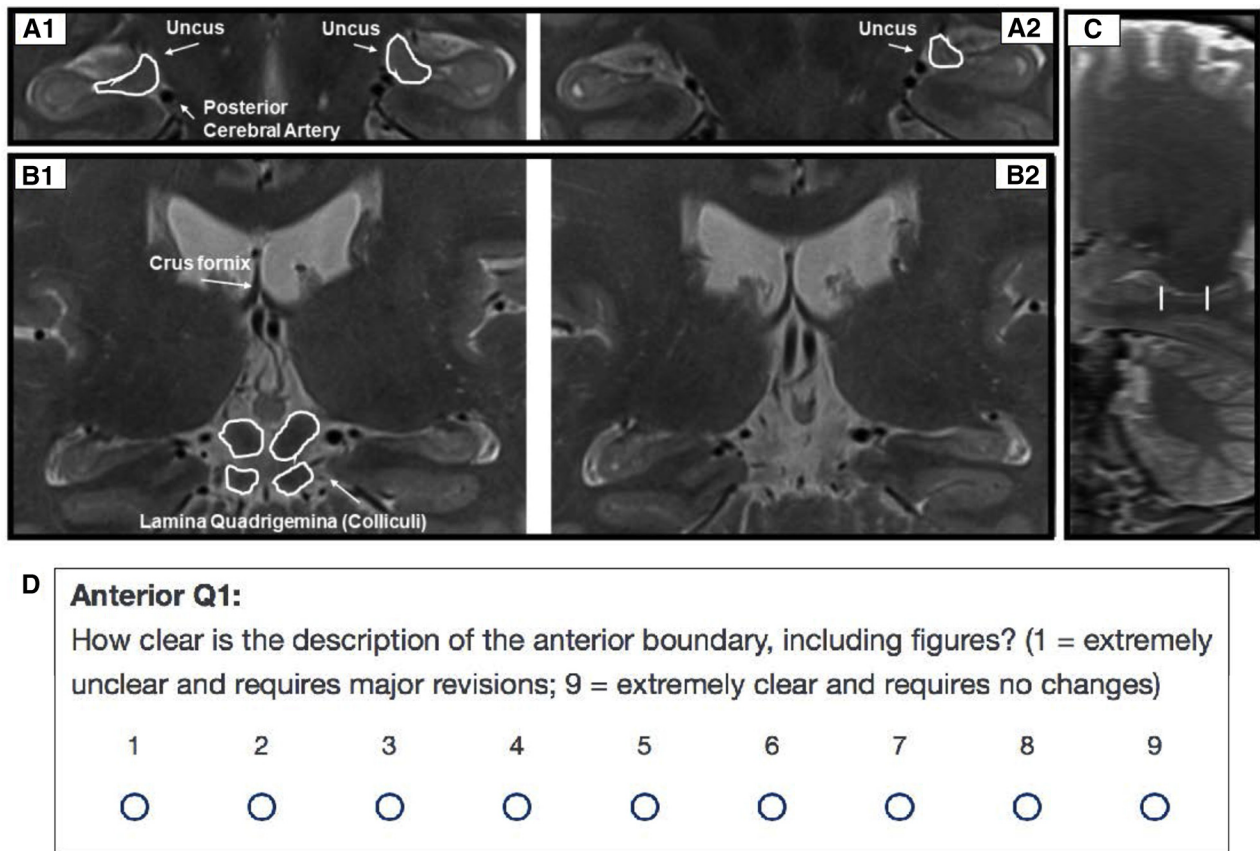 A1
Uncus
Uncus
Posterior
Cerebral Artery
Uncus
A2
C
B1
Crus fornix
Lamina Quadrigemina (Colliculi)
B2
D
Anterior Q1:
How clear is the description of the anterior boundary, including figures? (1 = extremely
unclear and requires major revisions; 9 = extremely clear and requires no changes)
1 2 3 4 5 6 7 8 9